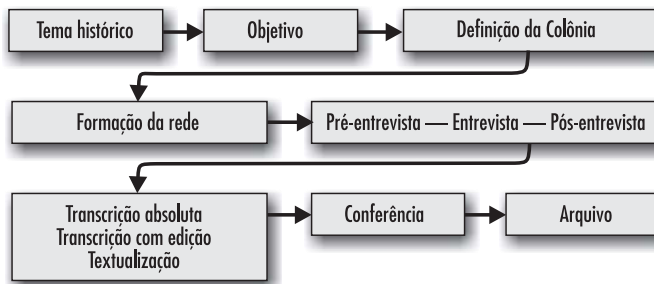 Tema histórico
Objetivo
Definição da Colônia
Formação da rede
Pré-entrevista — Entrevista — Pós-entrevista
Transcrição absoluta
Transcrição com edição
Textualização
Conferência
Arquivo